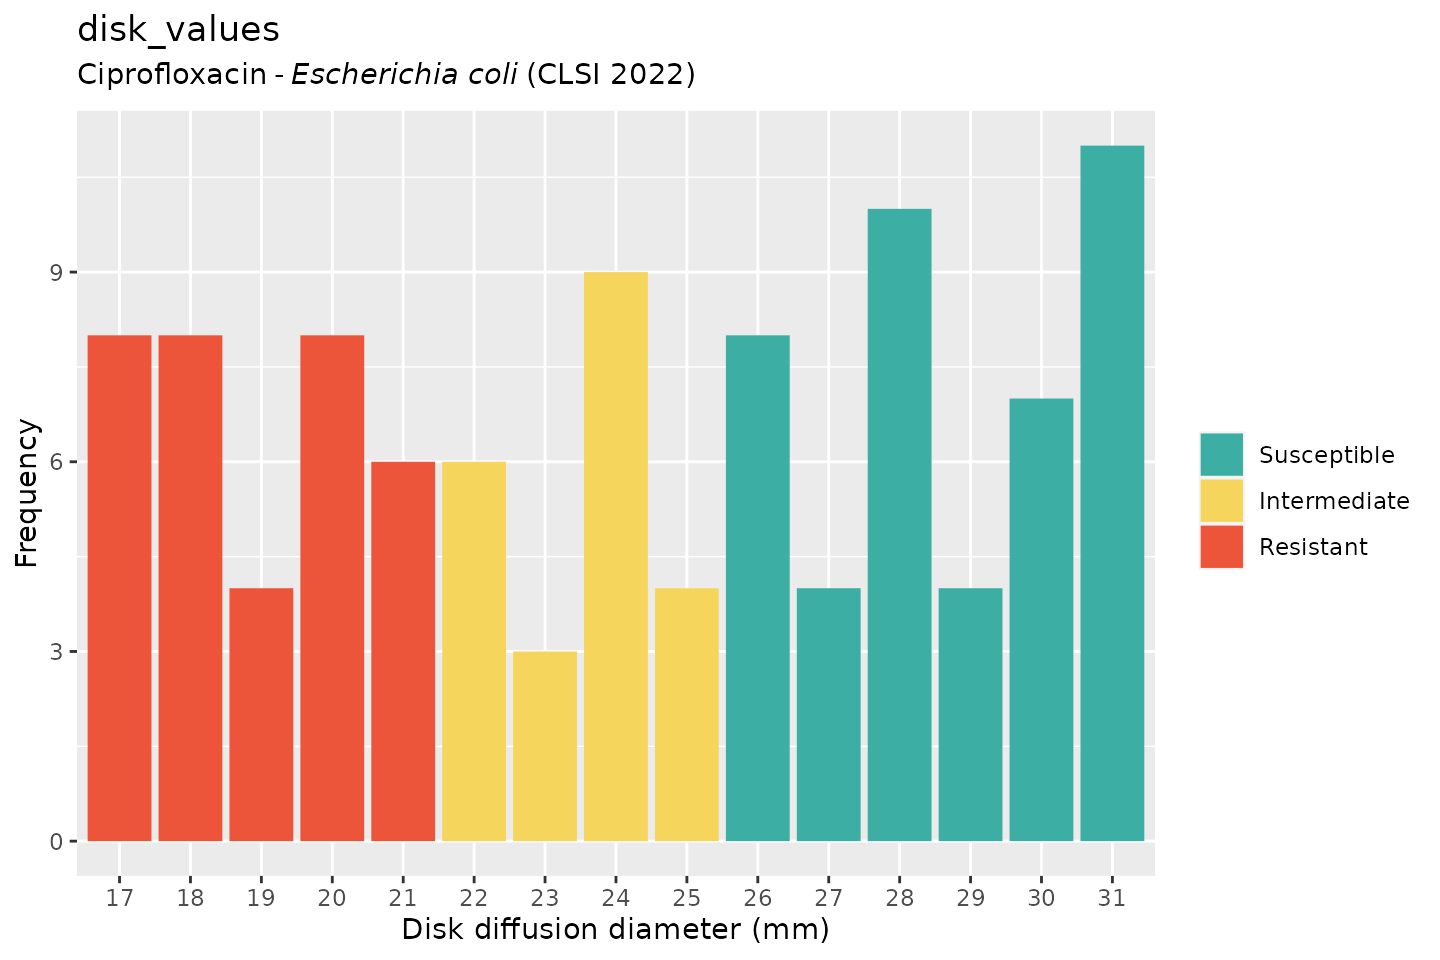 disk_values
Ciprofloxacin - Escherichia coli (CLSI 2022)
Frequency
9
6
3
0
17 18 19 20 21 22 23 24 25 26 27 28 29 30 31
Disk diffusion diameter (mm)
Susceptible
Intermediate
Resistant